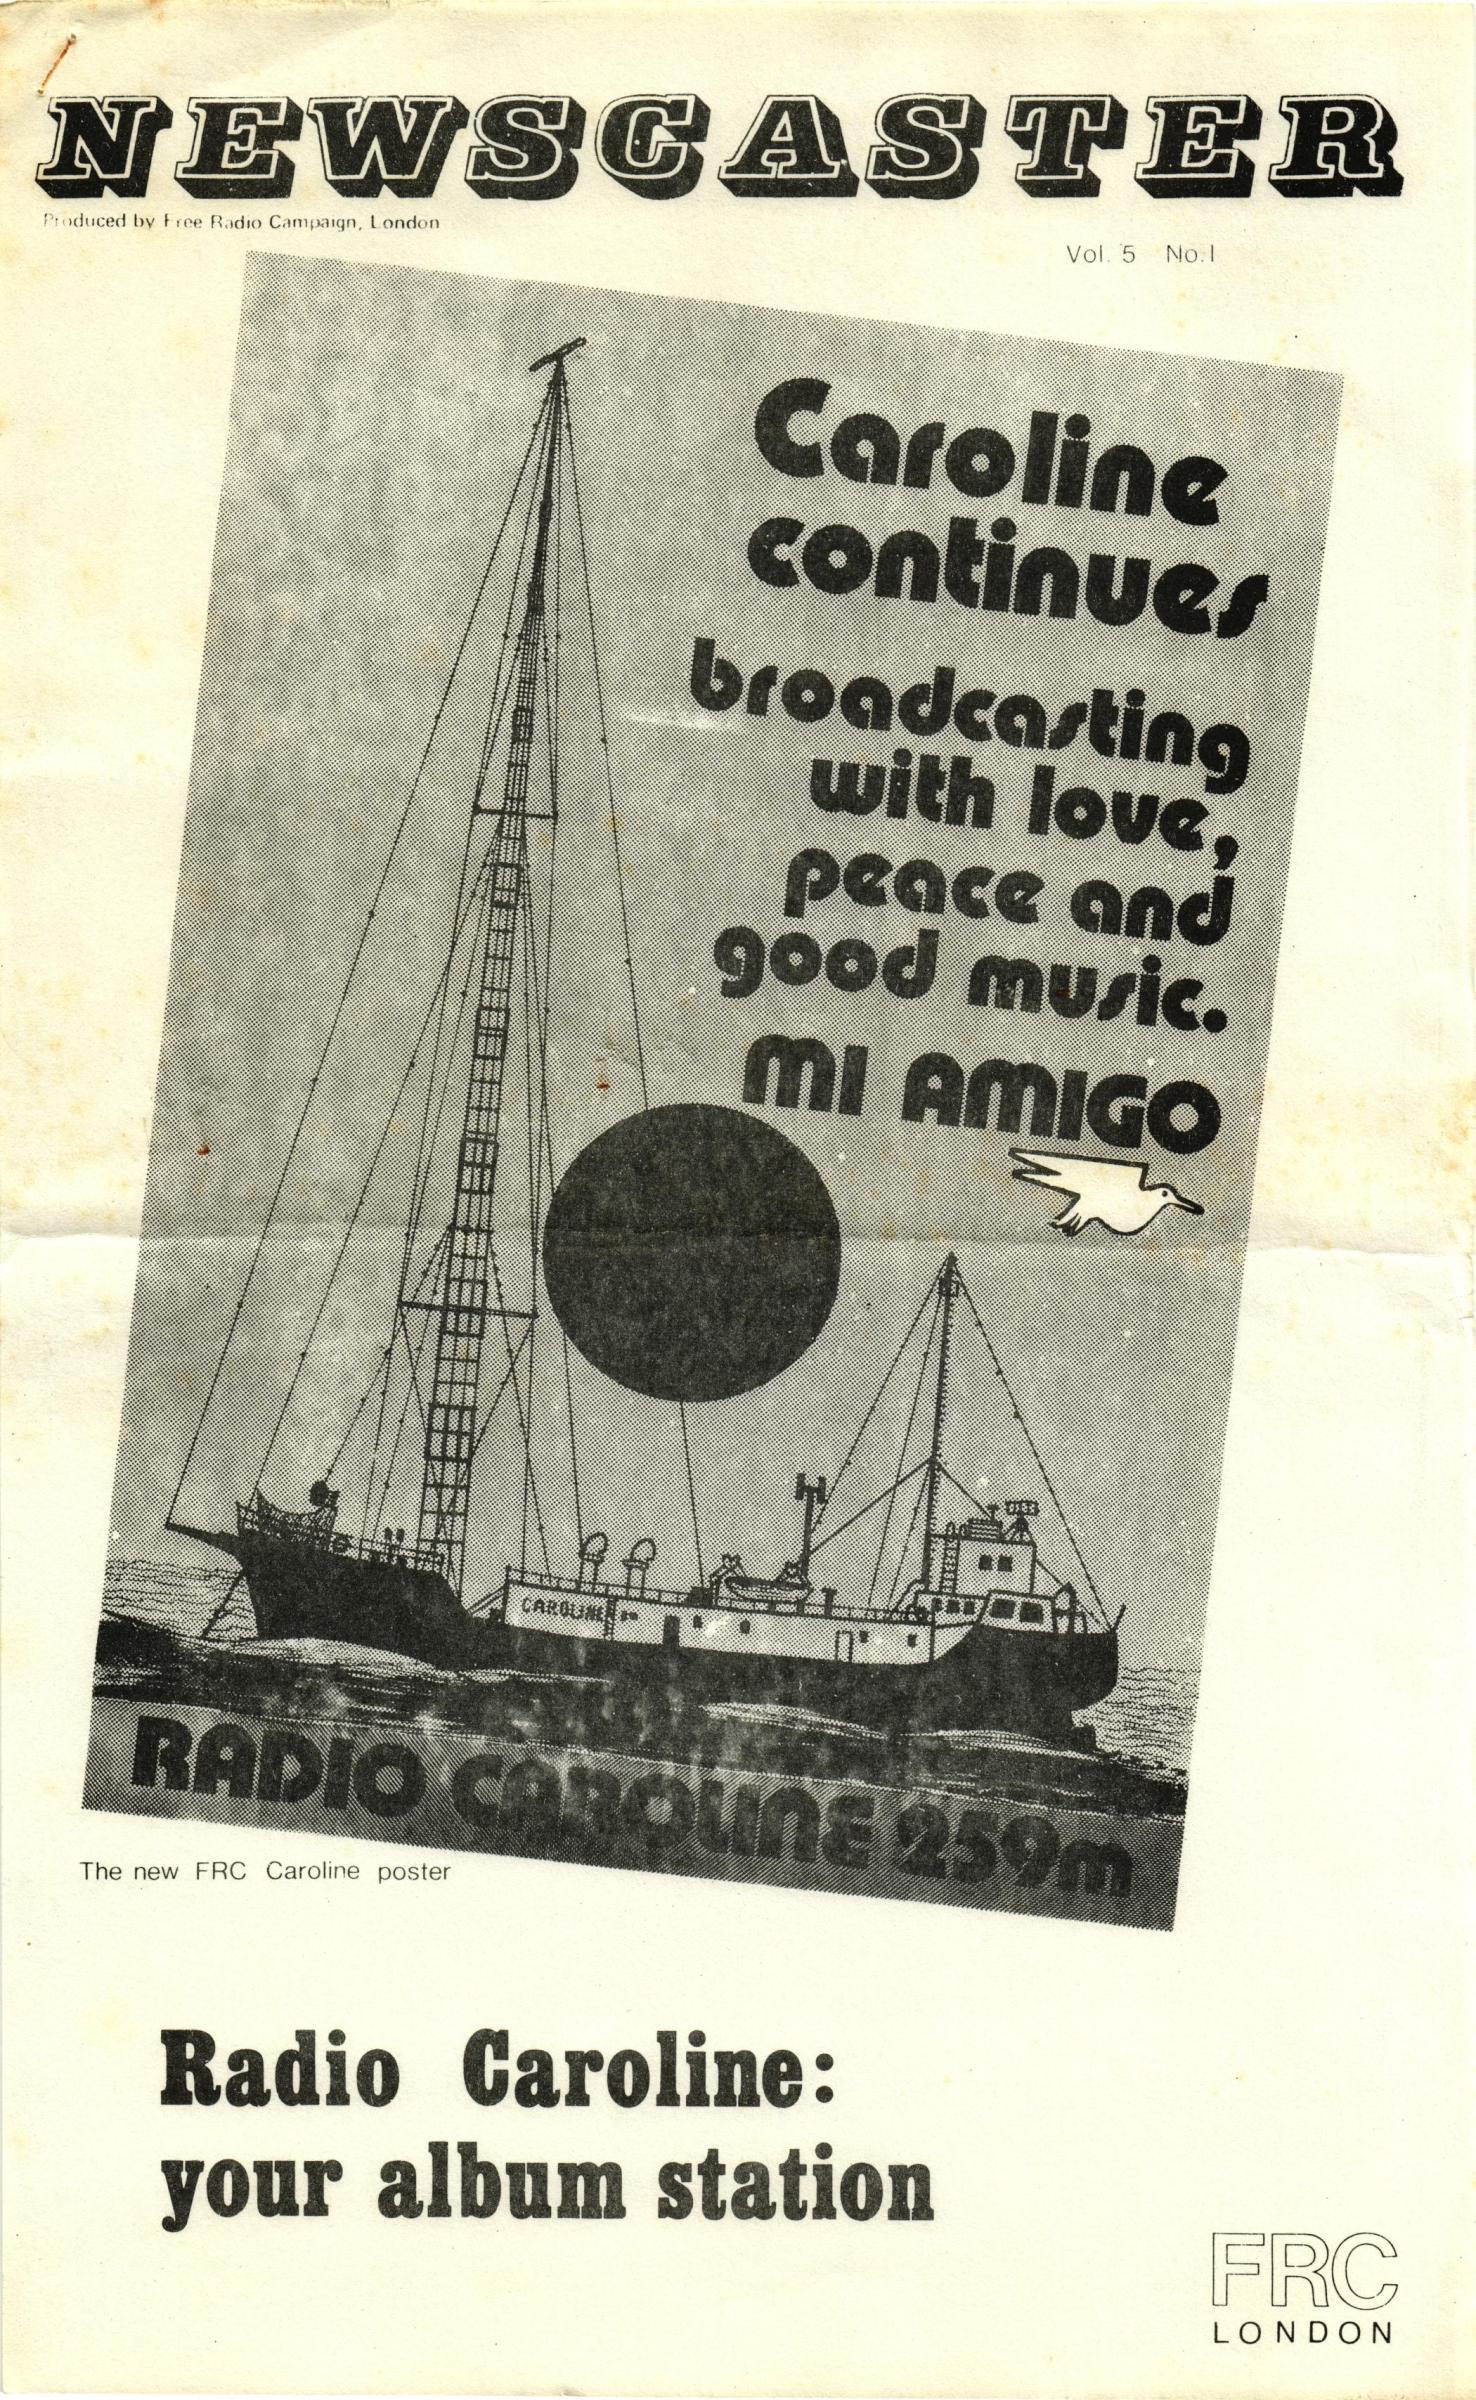 NEWSCASTER
Produced by Free Radio Campaign, London
Vol. 5 No. 1
Caroline
continues
broadcasting
with love,
peace and
good music.
MI AMIGO
CAROLINE
RADIO CAROLINE 259m
The new FRC Caroline poster
Radio Caroline:
your album station
FRC
LONDON